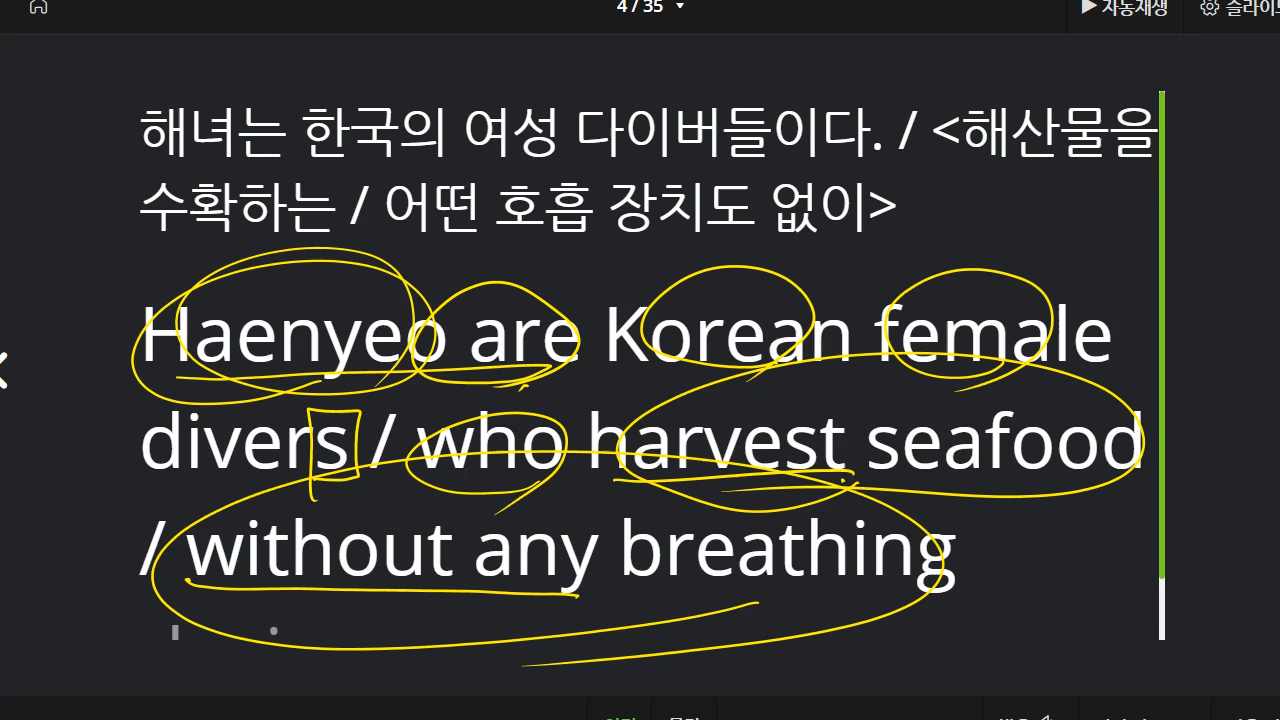 4 / 35
▶ 자동재생
해녀는 한국의 여성 다이버들이다. / <해산물을
수확하는 / 어떤 호흡 장치도 없이>
Haenyeo are Korean female
divers / who harvest seafood
/ without any breathing